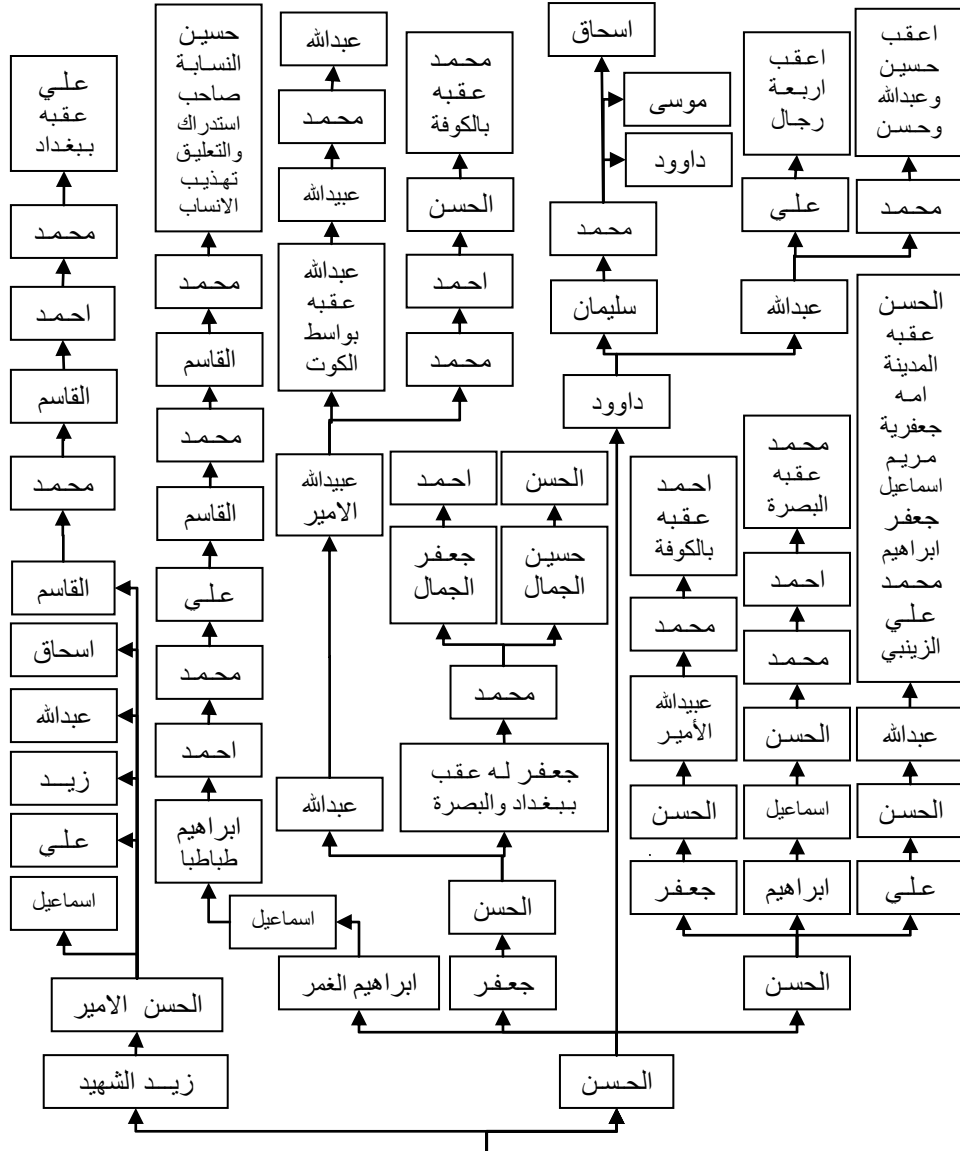 اسحاق
موسى
داوود
محمد
سليمان
اعقب
اربعة
رجال
علي
اعقب
حسين
وعبدالله
وحسن
محمد
عبدالله
داوود
الحسن
عقبه
المدينة
امه
جعفرية
مريم
اسماعيل
جعفر
ابراهيم
محمد
علي
الزينبي
عبدالله
الحسن
علي
محمد
عقبه
البصرة
احمد
محمد
الحسن
اسماعيل
ابراهيم
احمد
عقبه
بالكوفة
محمد
عبيدالله
الأمير
الحسن
جعفر
الحسن
محمد
عقبه
بالكوفة
الحسن
احمد
محمد
عبدالله
محمد
عبيدالله
عبدالله
عقبه
بواسط
الكوت
عبيدالله
الامير
عبدالله
الحسن
حسين
الجمال
احمد
جعفر
الجمال
محمد
جعفر له عقب
ببغداد والبصرة
الحسن
جعفر
حسين
النسابة
صاحب
استدراك
والتعليق
تهذيب
الانساب
محمد
القاسم
محمد
القاسم
علي
محمد
احمد
ابراهيم
طباطبا
اسماعيل
ابراهيم الغمر
الحسن
علي
عقبه
ببغداد
محمد
احمد
القاسم
محمد
القاسم
اسحاق
عبدالله
زيد
علي
اسماعيل
الحسن الامير
زيد الشهيد